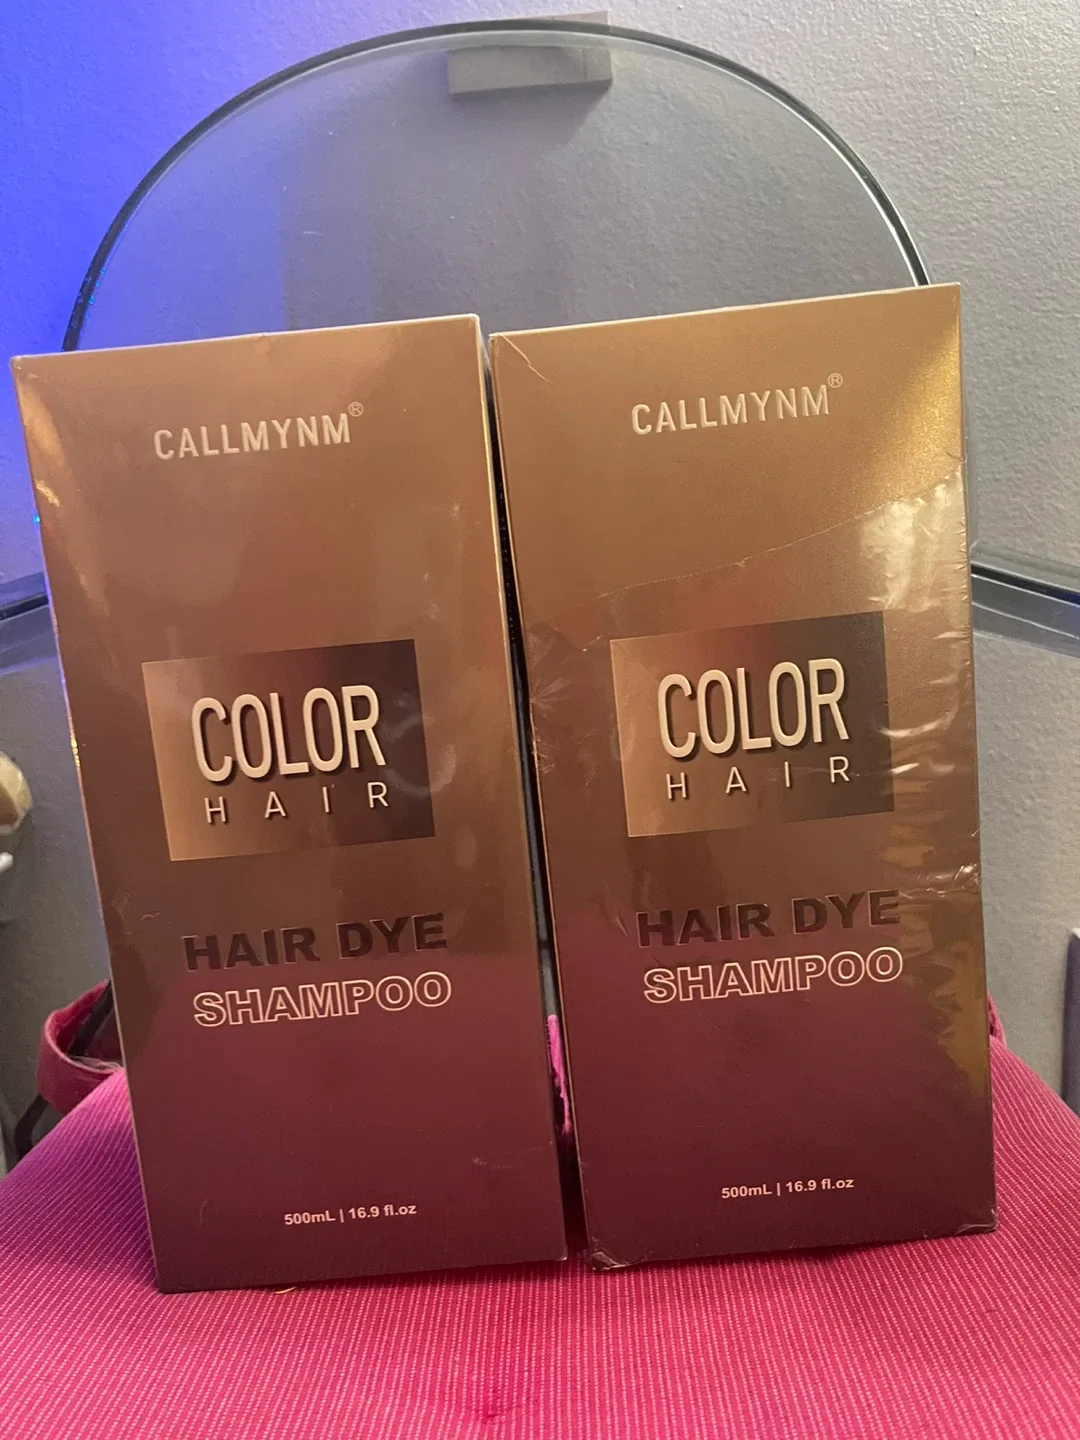 CALLMYNM®
COLOR
HAIR
HAIR DYE
SHAMPOO
500mL | 16.9 fl.oz
CALLMYNM®
COLOR
HAIR
HAIR DYE
SHAMPOO
500mL | 16.9 fl.oz